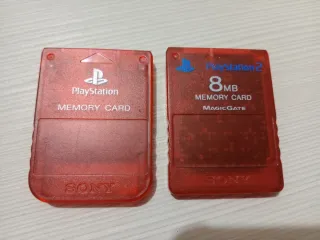 PlayStation
MEMORY CARD
SONY
PlayStation 2
8MB
MEMORY CARD
MAGICGATE
SONY